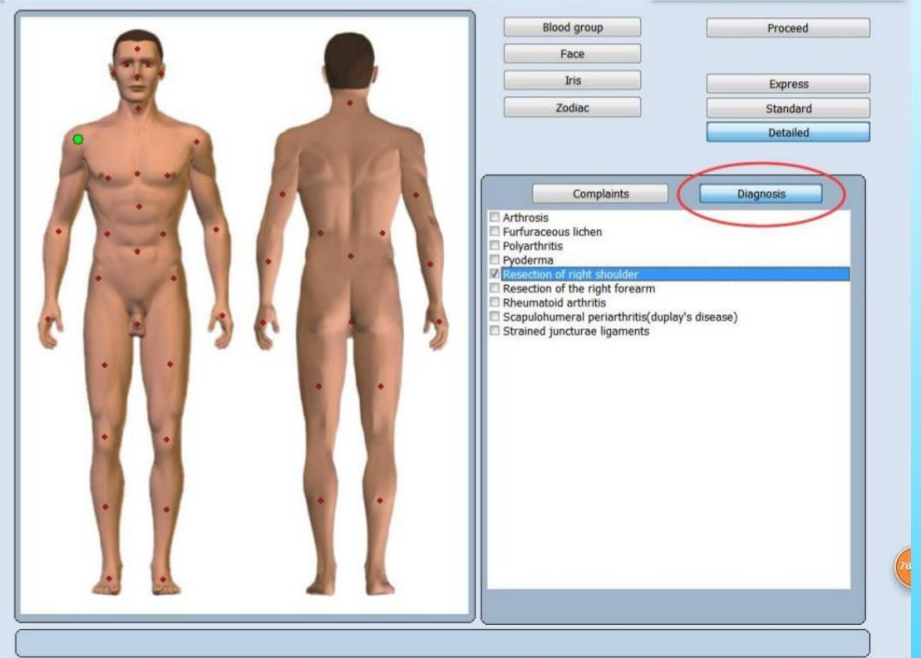 Blood group
Proceed
Face
Iris
Express
Zodiac
Standard
Detailed
Complaints
Diagnosis
Arthrosis
Furfuraceous lichen
Polyarthritis
Pyoderma
Resection of right shoulder
Resection of the right forearm
Rheumatoid arthritis
Scapulohumeral periarthritis(duplay's disease)
Strained juncturae ligaments